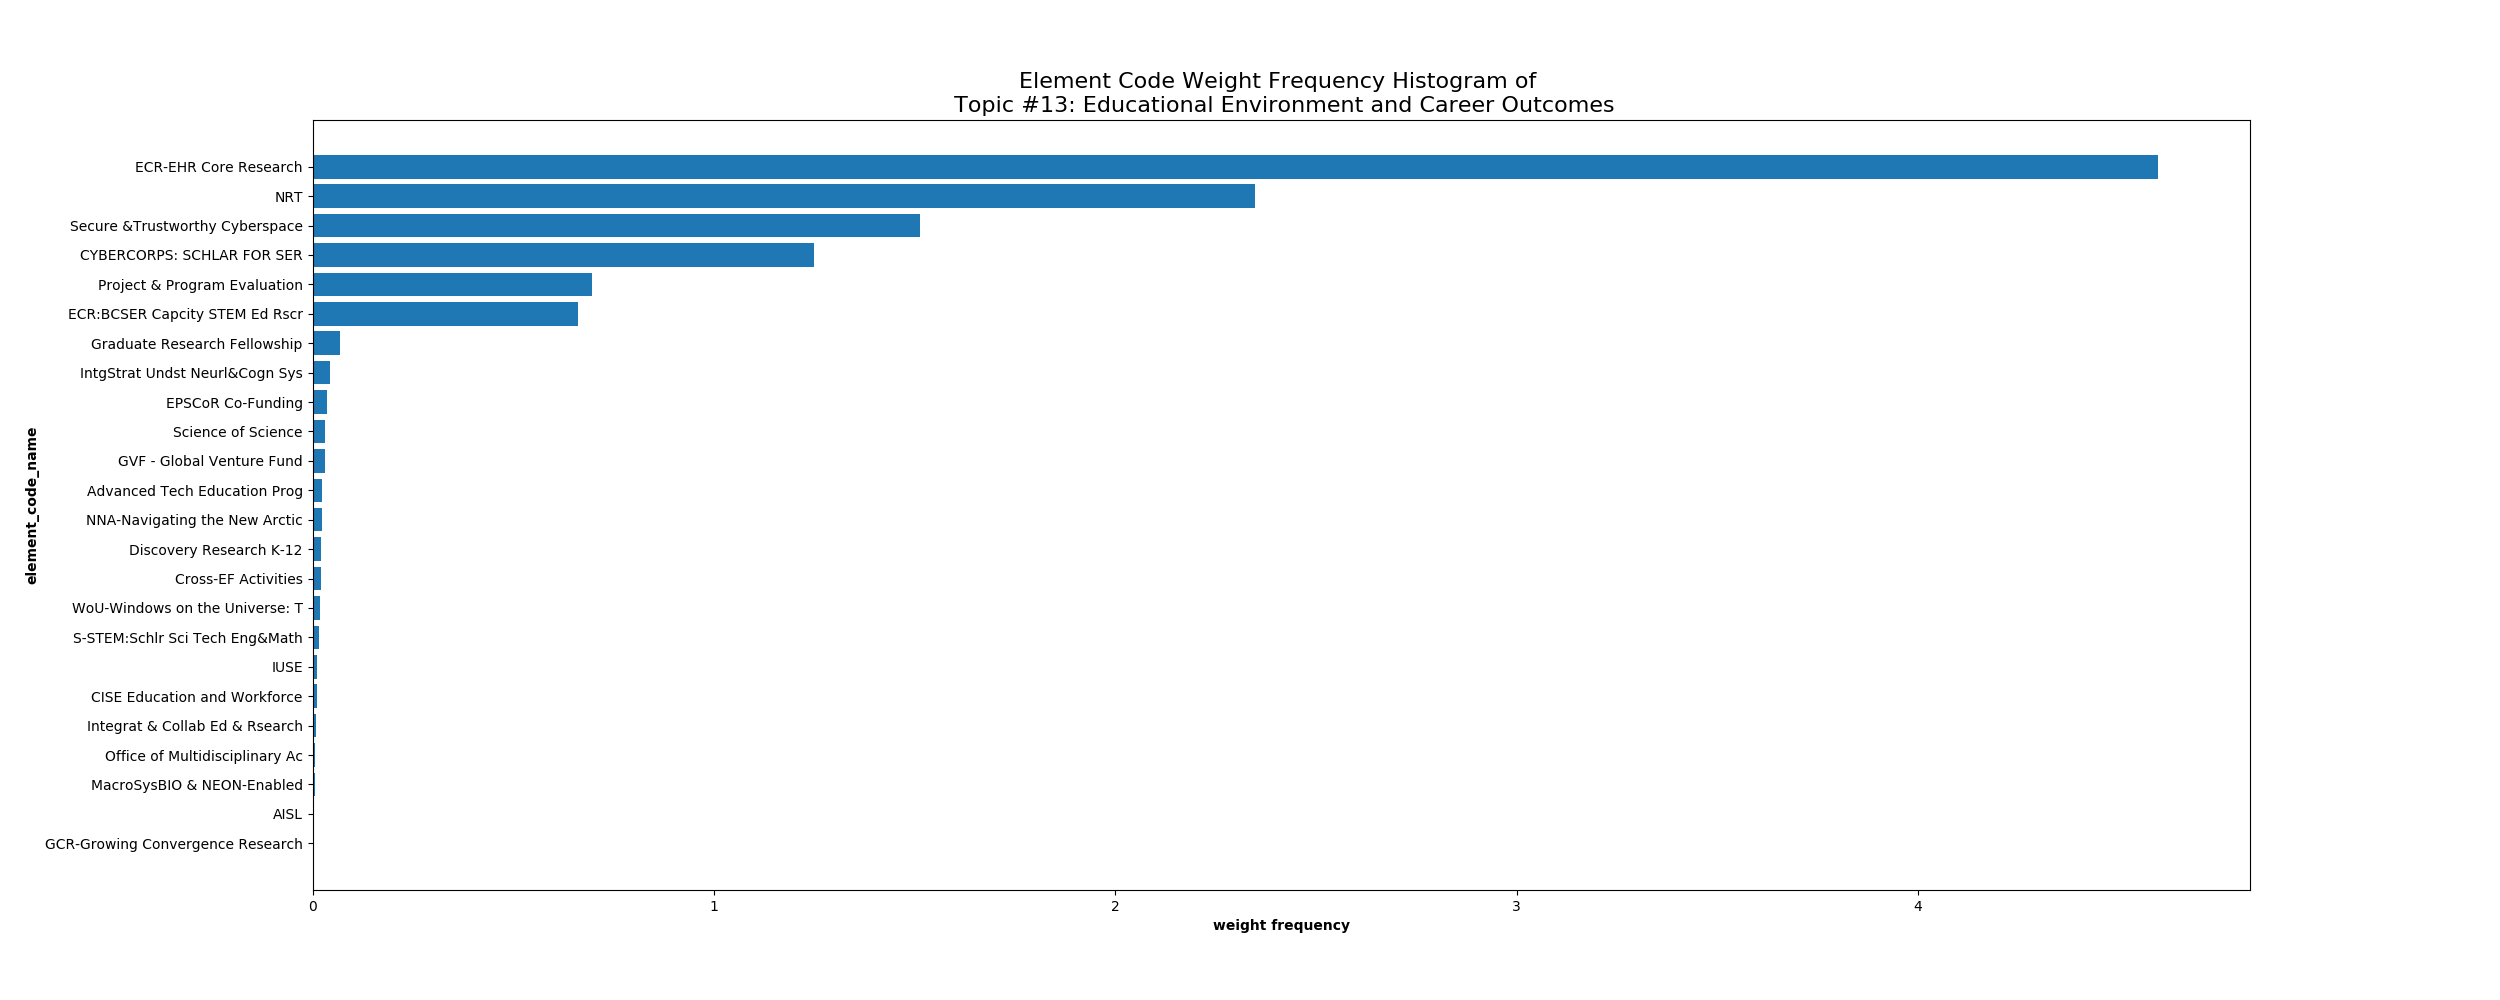 Element Code Weight Frequency Histogram of
Topic #13: Educational Environment and Career Outcomes
ECR-EHR Core Research
NRT
Secure &Trustworthy Cyberspace
CYBERCORPS: SCHLAR FOR SER
Project & Program Evaluation
ECR:BCSER Capcity STEM Ed Rscr
Graduate Research Fellowship
IntgStrat Undst Neurl&Cogn Sys
EPSCoR Co-Funding
Science of Science
GVF - Global Venture Fund
Advanced Tech Education Prog
NNA-Navigating the New Arctic
Discovery Research K-12
Cross-EF Activities
WoU-Windows on the Universe: T
S-STEM:Schlr Sci Tech Eng&Math
IUSE
CISE Education and Workforce
Integrat & Collab Ed & Rsearch
Office of Multidisciplinary Ac
MacroSysBIO & NEON-Enabled
AISL
GCR-Growing Convergence Research
element_code_name
0 1 2 3 4
weight frequency